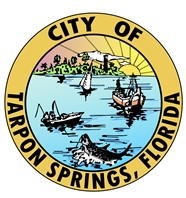 CITY OF
TARPON SPRINGS, FLORIDA